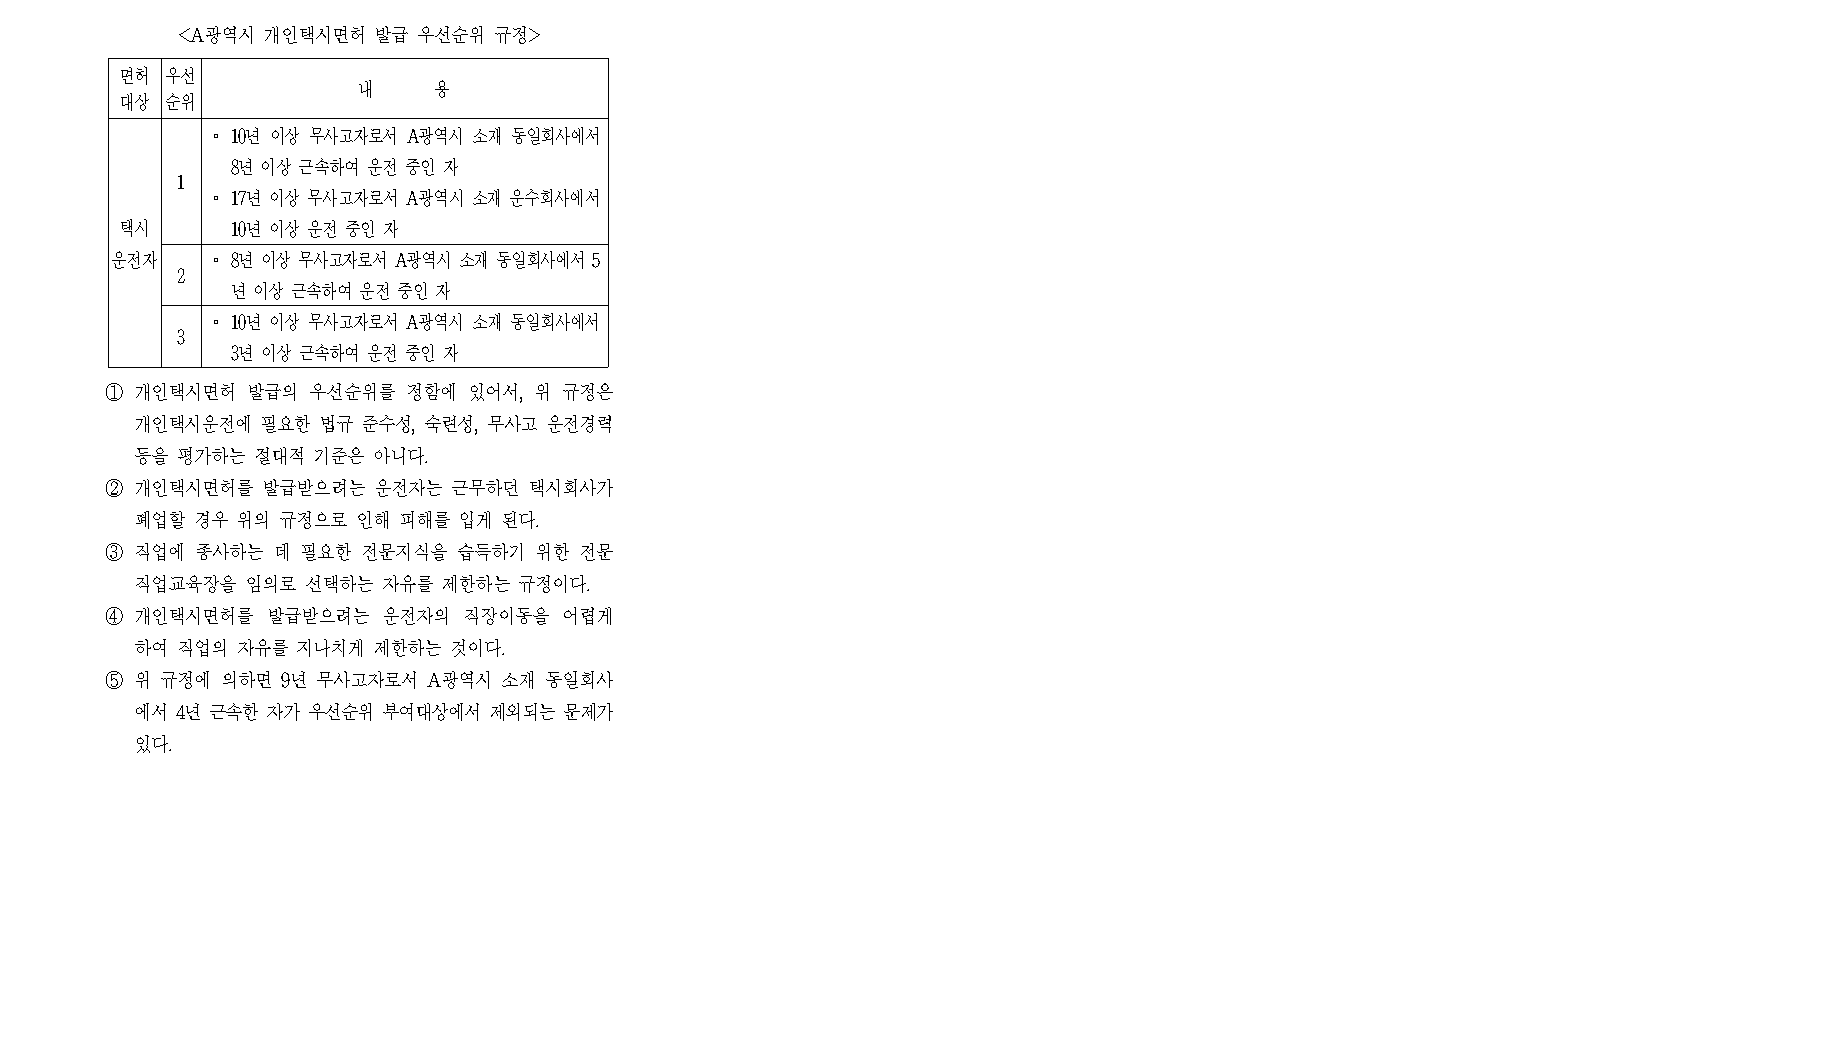 <A광역시 개인택시면허 발급 우선순위 규정>
면허 우선
대상 순위
내 용
택시
운전자
1
▫ 10년 이상 무사고자로서 A광역시 소재 동일회사에서
8년 이상 근속하여 운전 중인 자
▫ 17년 이상 무사고자로서 A광역시 소재 운수회사에서
10년 이상 운전 중인 자
2
▫ 8년 이상 무사고자로서 A광역시 소재 동일회사에서 5
년 이상 근속하여 운전 중인 자
3
▫ 10년 이상 무사고자로서 A광역시 소재 동일회사에서
3년 이상 근속하여 운전 중인 자
① 개인택시면허 발급의 우선순위를 정함에 있어서, 위 규정은
개인택시운전에 필요한 법규 준수성, 숙련성, 무사고 운전경력
등을 평가하는 절대적 기준은 아니다.
② 개인택시면허를 발급받으려는 운전자는 근무하던 택시회사가
폐업할 경우 위의 규정으로 인해 피해를 입게 된다.
③ 직업에 종사하는 데 필요한 전문지식을 습득하기 위한 전문
직업교육장을 임의로 선택하는 자유를 제한하는 규정이다.
④ 개인택시면허를 발급받으려는 운전자의 직장이동을 어렵게
하여 직업의 자유를 지나치게 제한하는 것이다.
⑤ 위 규정에 의하면 9년 무사고자로서 A광역시 소재 동일회사
에서 4년 근속한 자가 우선순위 부여대상에서 제외되는 문제가
있다.